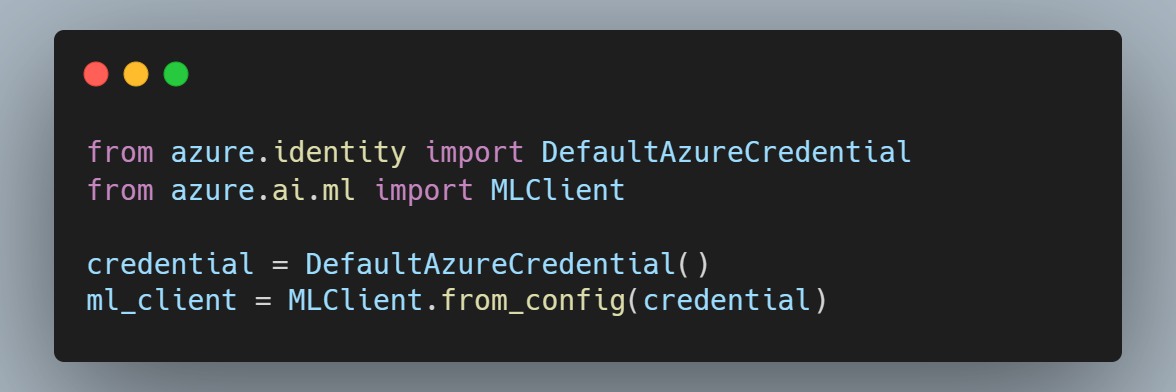 from azure.identity import DefaultAzureCredential
from azure.ai.ml import MLClient

credential = DefaultAzureCredential()
ml_client = MLClient.from_config(credential)